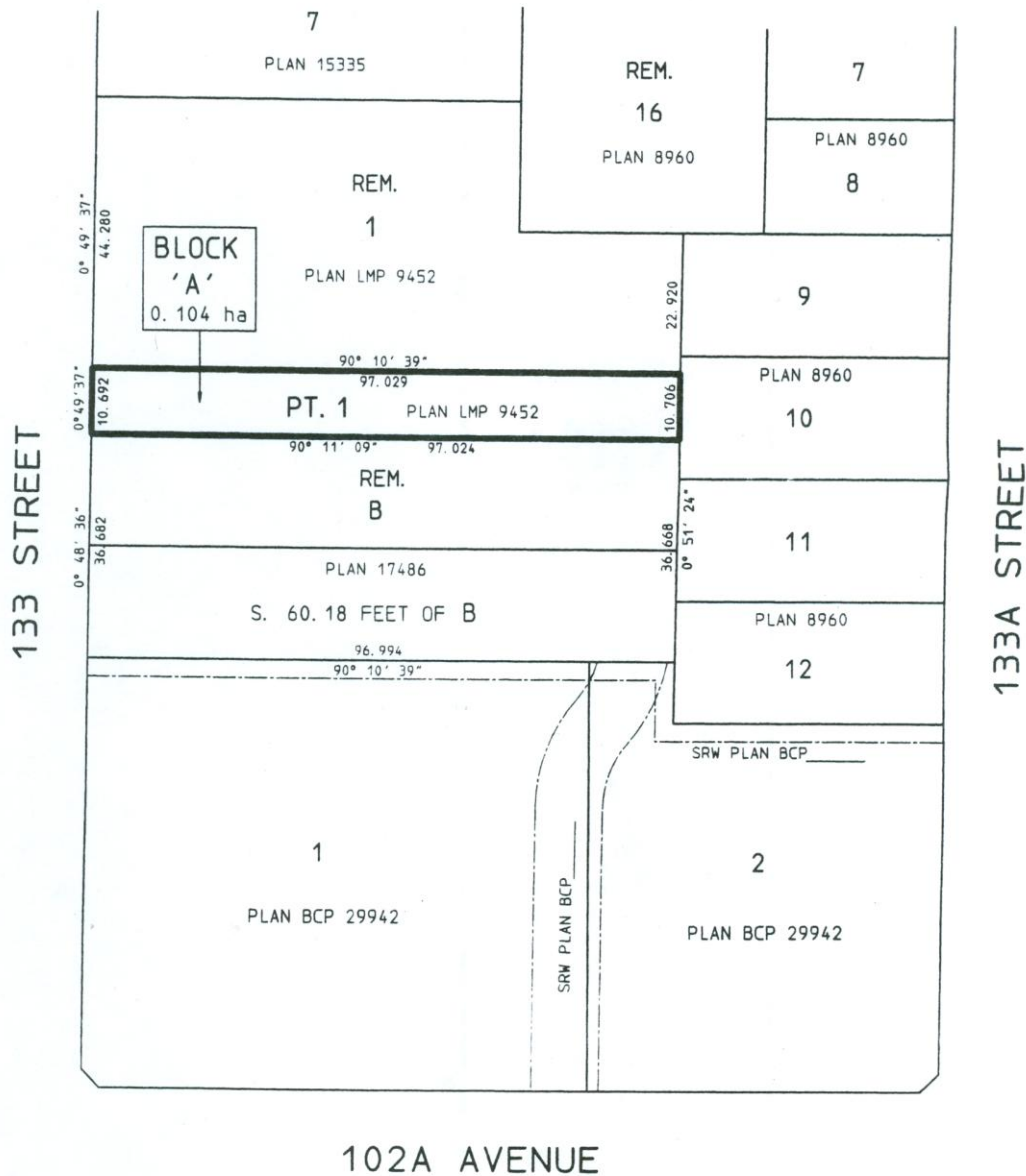 7
PLAN 15335
REM.
16
PLAN 8960
7
PLAN 8960
8
REM.
1
PLAN LMP 9452
0° 49' 37"
44.280
BLOCK
'A'
0.104 ha
22.920
9
90° 10' 39"
97.029
0°49'37"
10.692
PT. 1 PLAN LMP 9452
10.706
PLAN 8960
10
90° 11' 09" 97.024
REM.
B
0° 48' 36"
36.682
36.668
0° 51' 24"
11
PLAN 17486
S. 60.18 FEET OF B
96.994
90° 10' 39"
PLAN 8960
12
SRW PLAN BCP______
1
PLAN BCP 29942
SRW PLAN BCP______
2
PLAN BCP 29942
133 STREET
133A STREET
102A AVENUE